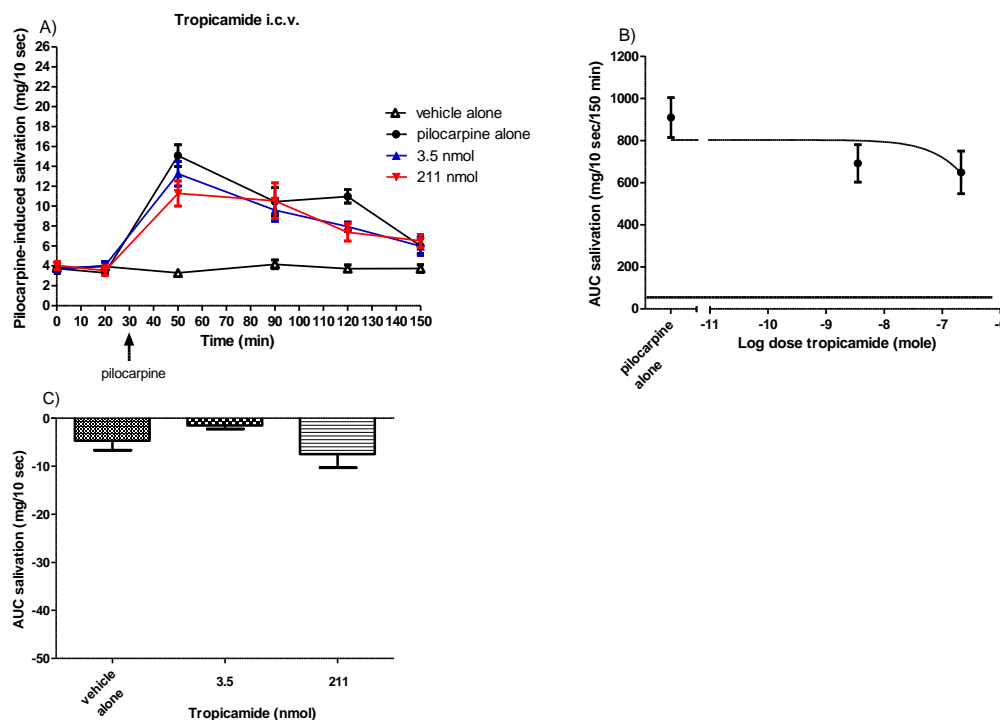 A)
Tropicamide i.c.v.
Pilocarpine-induced salivation (mg/10 sec)
26
24
22
20
18
16
14
12
10
8
6
4
2
0
0 10 20 30 40 50 60 70 80 90 100 110 120 130 140 150
Time (min)
pilocarpine
vehicle alone
pilocarpine alone
3.5 nmol
211 nmol
B)
AUC salivation (mg/10 sec/150 min)
1200
1000
800
600
400
200
0
pilocarpine
alone
-11 -10 -9 -8 -7 -6
Log dose tropicamide (mole)
C)
AUC salivation (mg/10 sec)
0
-10
-20
-30
-40
-50
vehicle
alone
3.5 211
Tropicamide (nmol)